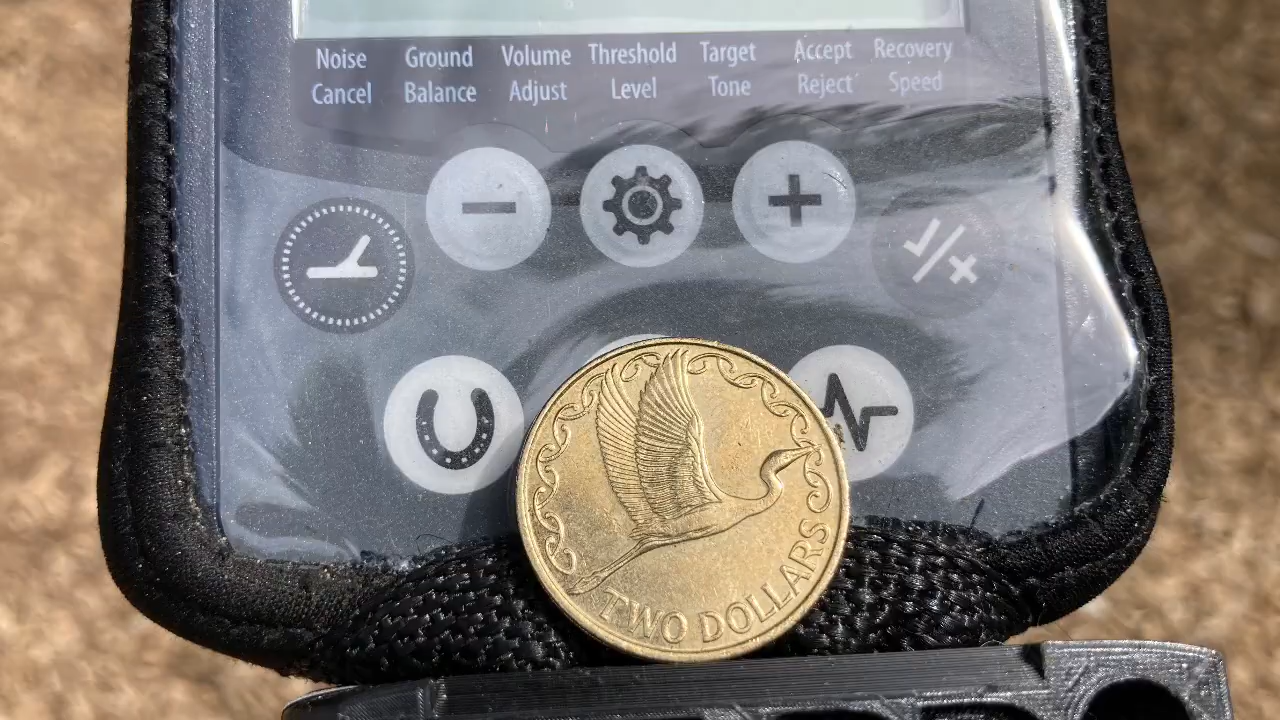 Noise Ground Volume Threshold Target Accept Recovery
Cancel Balance Adjust Level Tone Reject Speed
TWO DOLLARS